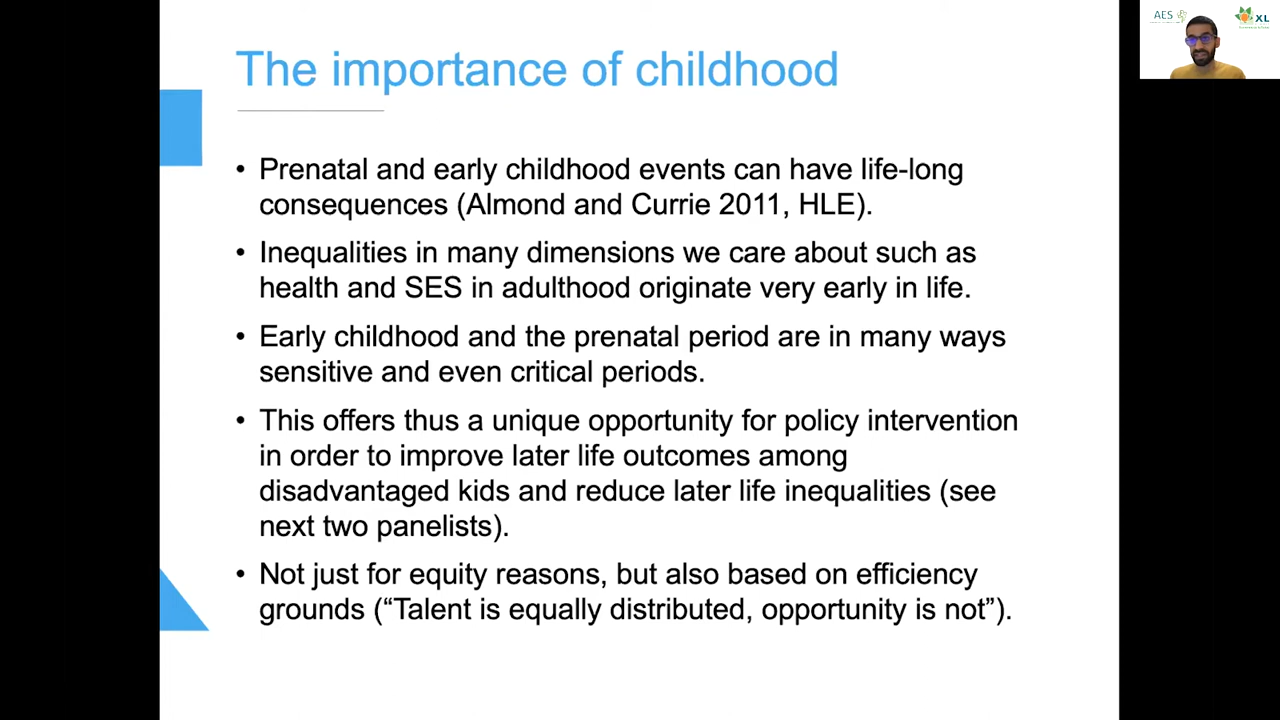 The importance of childhood
AES
XL
• Prenatal and early childhood events can have life-long
consequences (Almond and Currie 2011, HLE).
• Inequalities in many dimensions we care about such as
health and SES in adulthood originate very early in life.
• Early childhood and the prenatal period are in many ways
sensitive and even critical periods.
• This offers thus a unique opportunity for policy intervention
in order to improve later life outcomes among
disadvantaged kids and reduce later life inequalities (see
next two panelists).
• Not just for equity reasons, but also based on efficiency
grounds (“Talent is equally distributed, opportunity is not”).